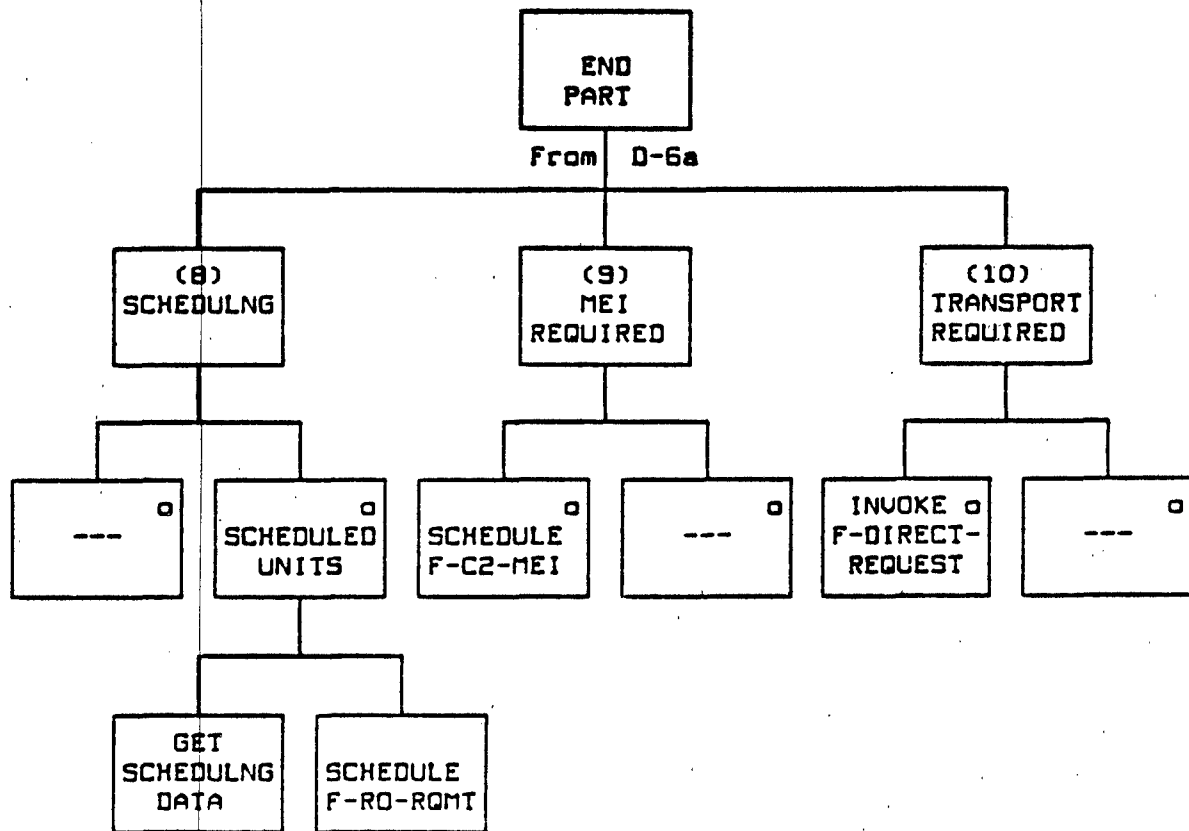 END
PART
From D-6a
(8)
SCHEDULNG
(9)
MEI
REQUIRED
(10)
TRANSPORT
REQUIRED
---
o
SCHEDULED
UNITS
o
SCHEDULE
F-C2-MEI
o
---
o
INVOKE o
F-DIRECT-
REQUEST
---
o
GET
SCHEDULNG
DATA
SCHEDULE
F-RO-RQMT